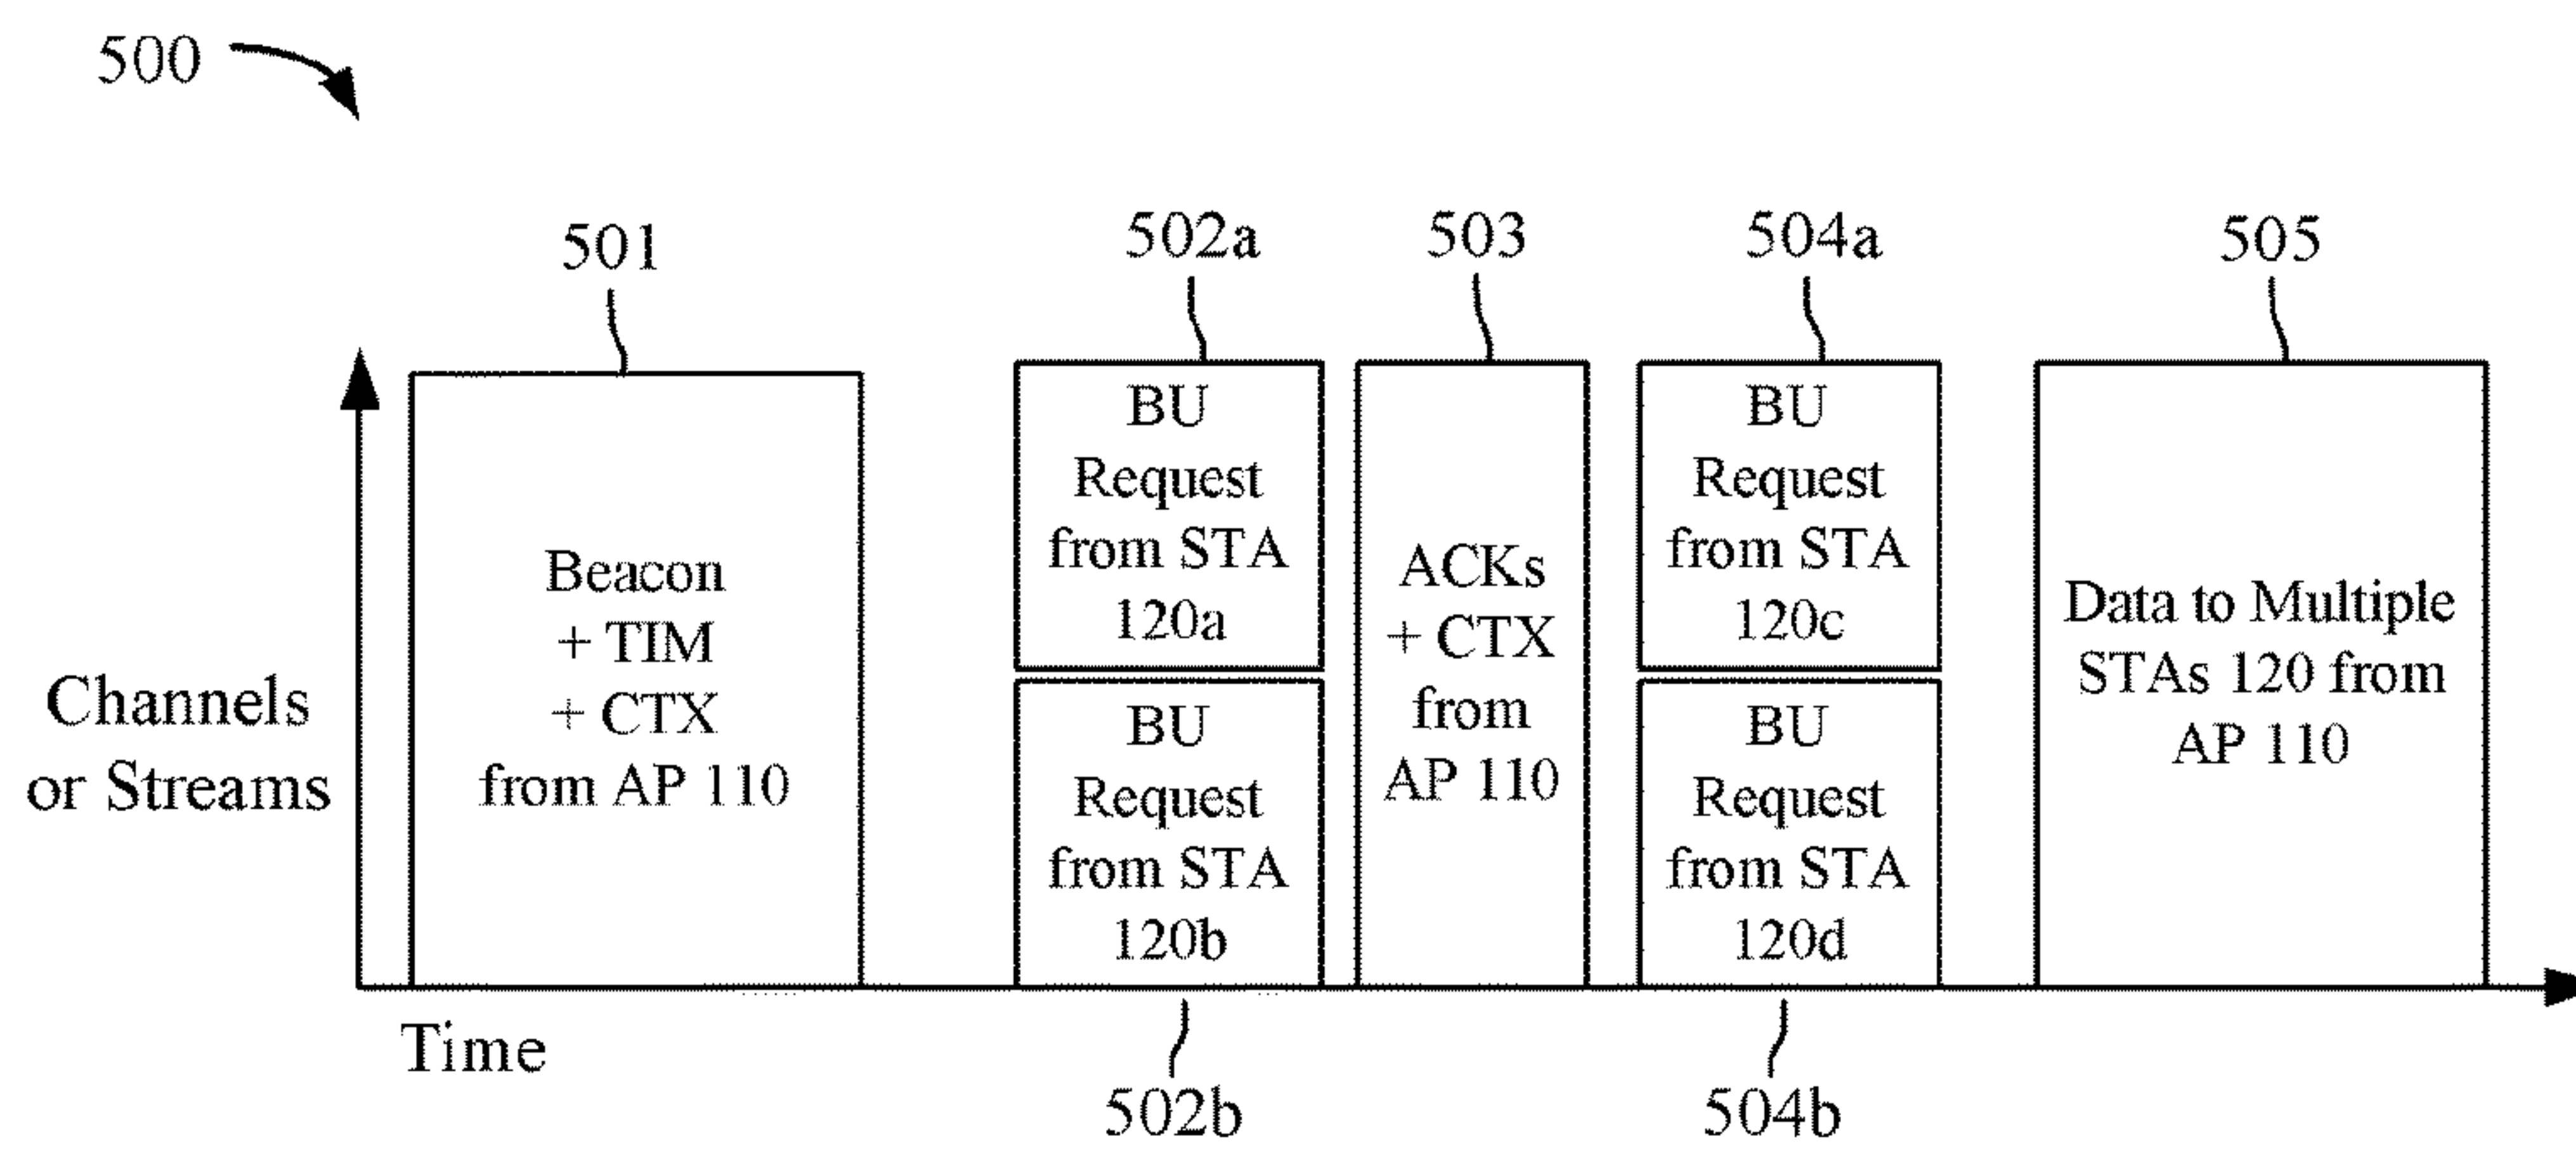 500
501
502a
503
504a
505
Channels
or Streams
Beacon
+ TIM
+ CTX
from AP 110
BU
Request
from STA
120a
BU
Request
from STA
120b
ACKs
+ CTX
from
AP 110
BU
Request
from STA
120c
BU
Request
from STA
120d
Data to Multiple
STAs 120 from
AP 110
Time
502b
504b